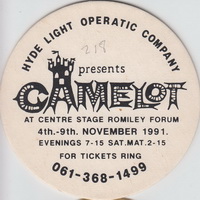 HYDE LIGHT OPERATIC COMPANY
218
presents
CAMELOT
AT CENTRE STAGE ROMILEY FORUM
4th.-9th. NOVEMBER 1991.
EVENINGS 7-15 SAT.MAT.2-15
FOR TICKETS RING
061-368-1499